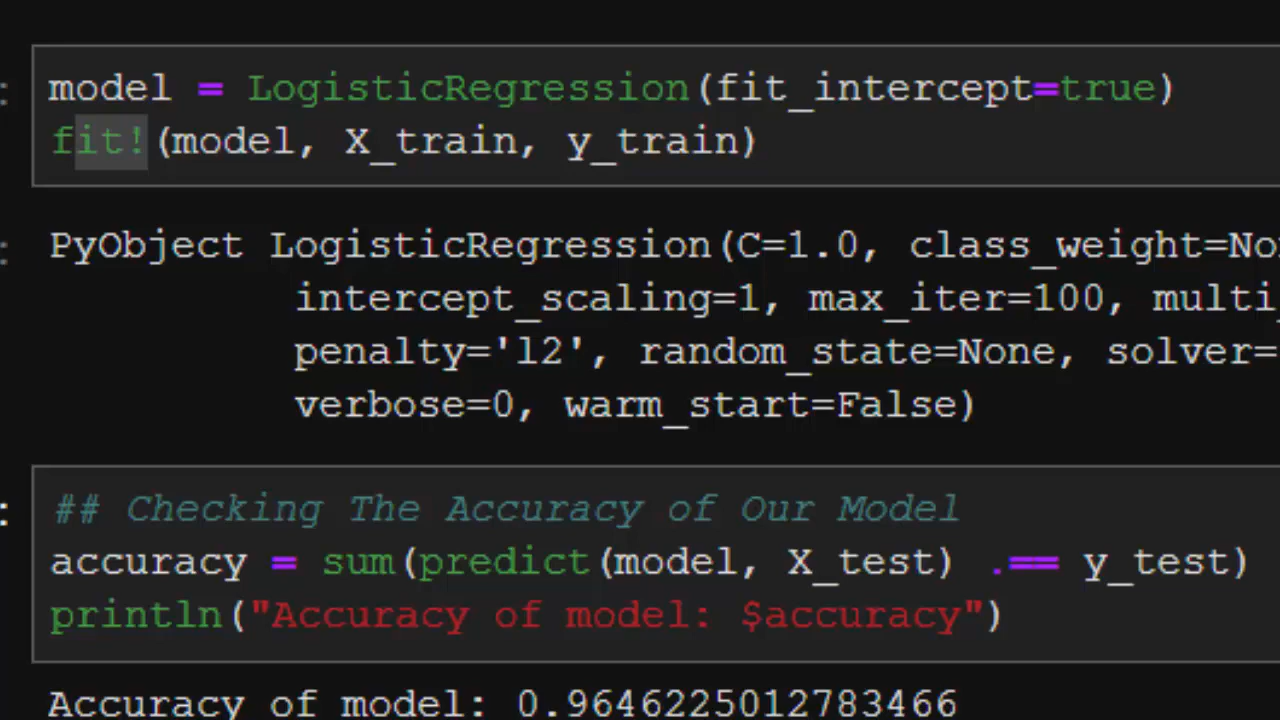 :
model = LogisticRegression(fit_intercept=true)
fit!(model, X_train, y_train)
:
PyObject LogisticRegression(C=1.0, class_weight=
intercept_scaling=1, max_iter=100, multi_
penalty='l2', random_state=None, solver=
verbose=0, warm_start=False)
:
## Checking The Accuracy of Our Model
accuracy = sum(predict(model, X_test) .== y_test)
println("Accuracy of model: $accuracy")
Accuracy of model: 0.9646225012783466